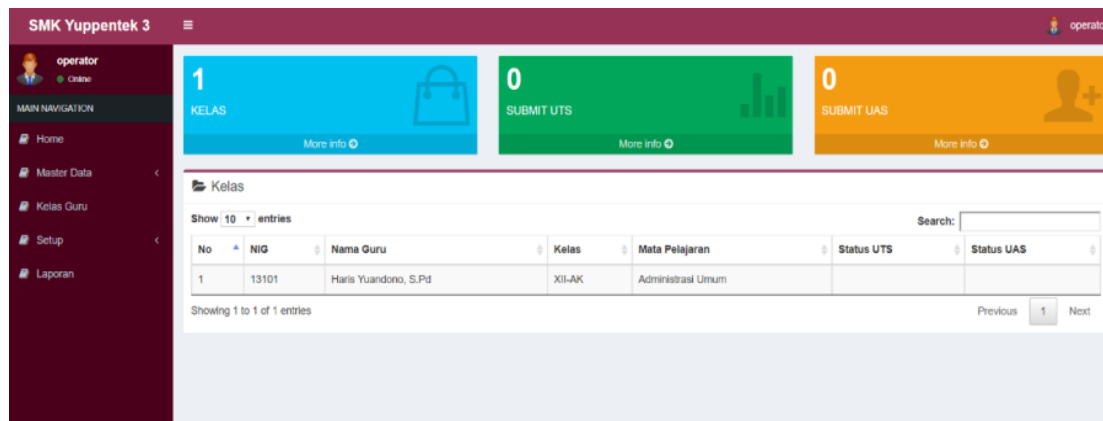 SMK Yuppentek 3
operator
Online
MAIN NAVIGATION
Home
Master Data
Kelas Guru
Setup
Laporan
1
KELAS
More info
0
SUBMIT UTS
More info
0
SUBMIT UAS
More info
Kelas
Show 10 entries
Search:
No NIG Nama Guru Kelas Mata Pelajaran Status UTS Status UAS
1 13101 Haris Yuandono, S.Pd XII-AK Administrasi Umum
Showing 1 to 1 of 1 entries
Previous 1 Next